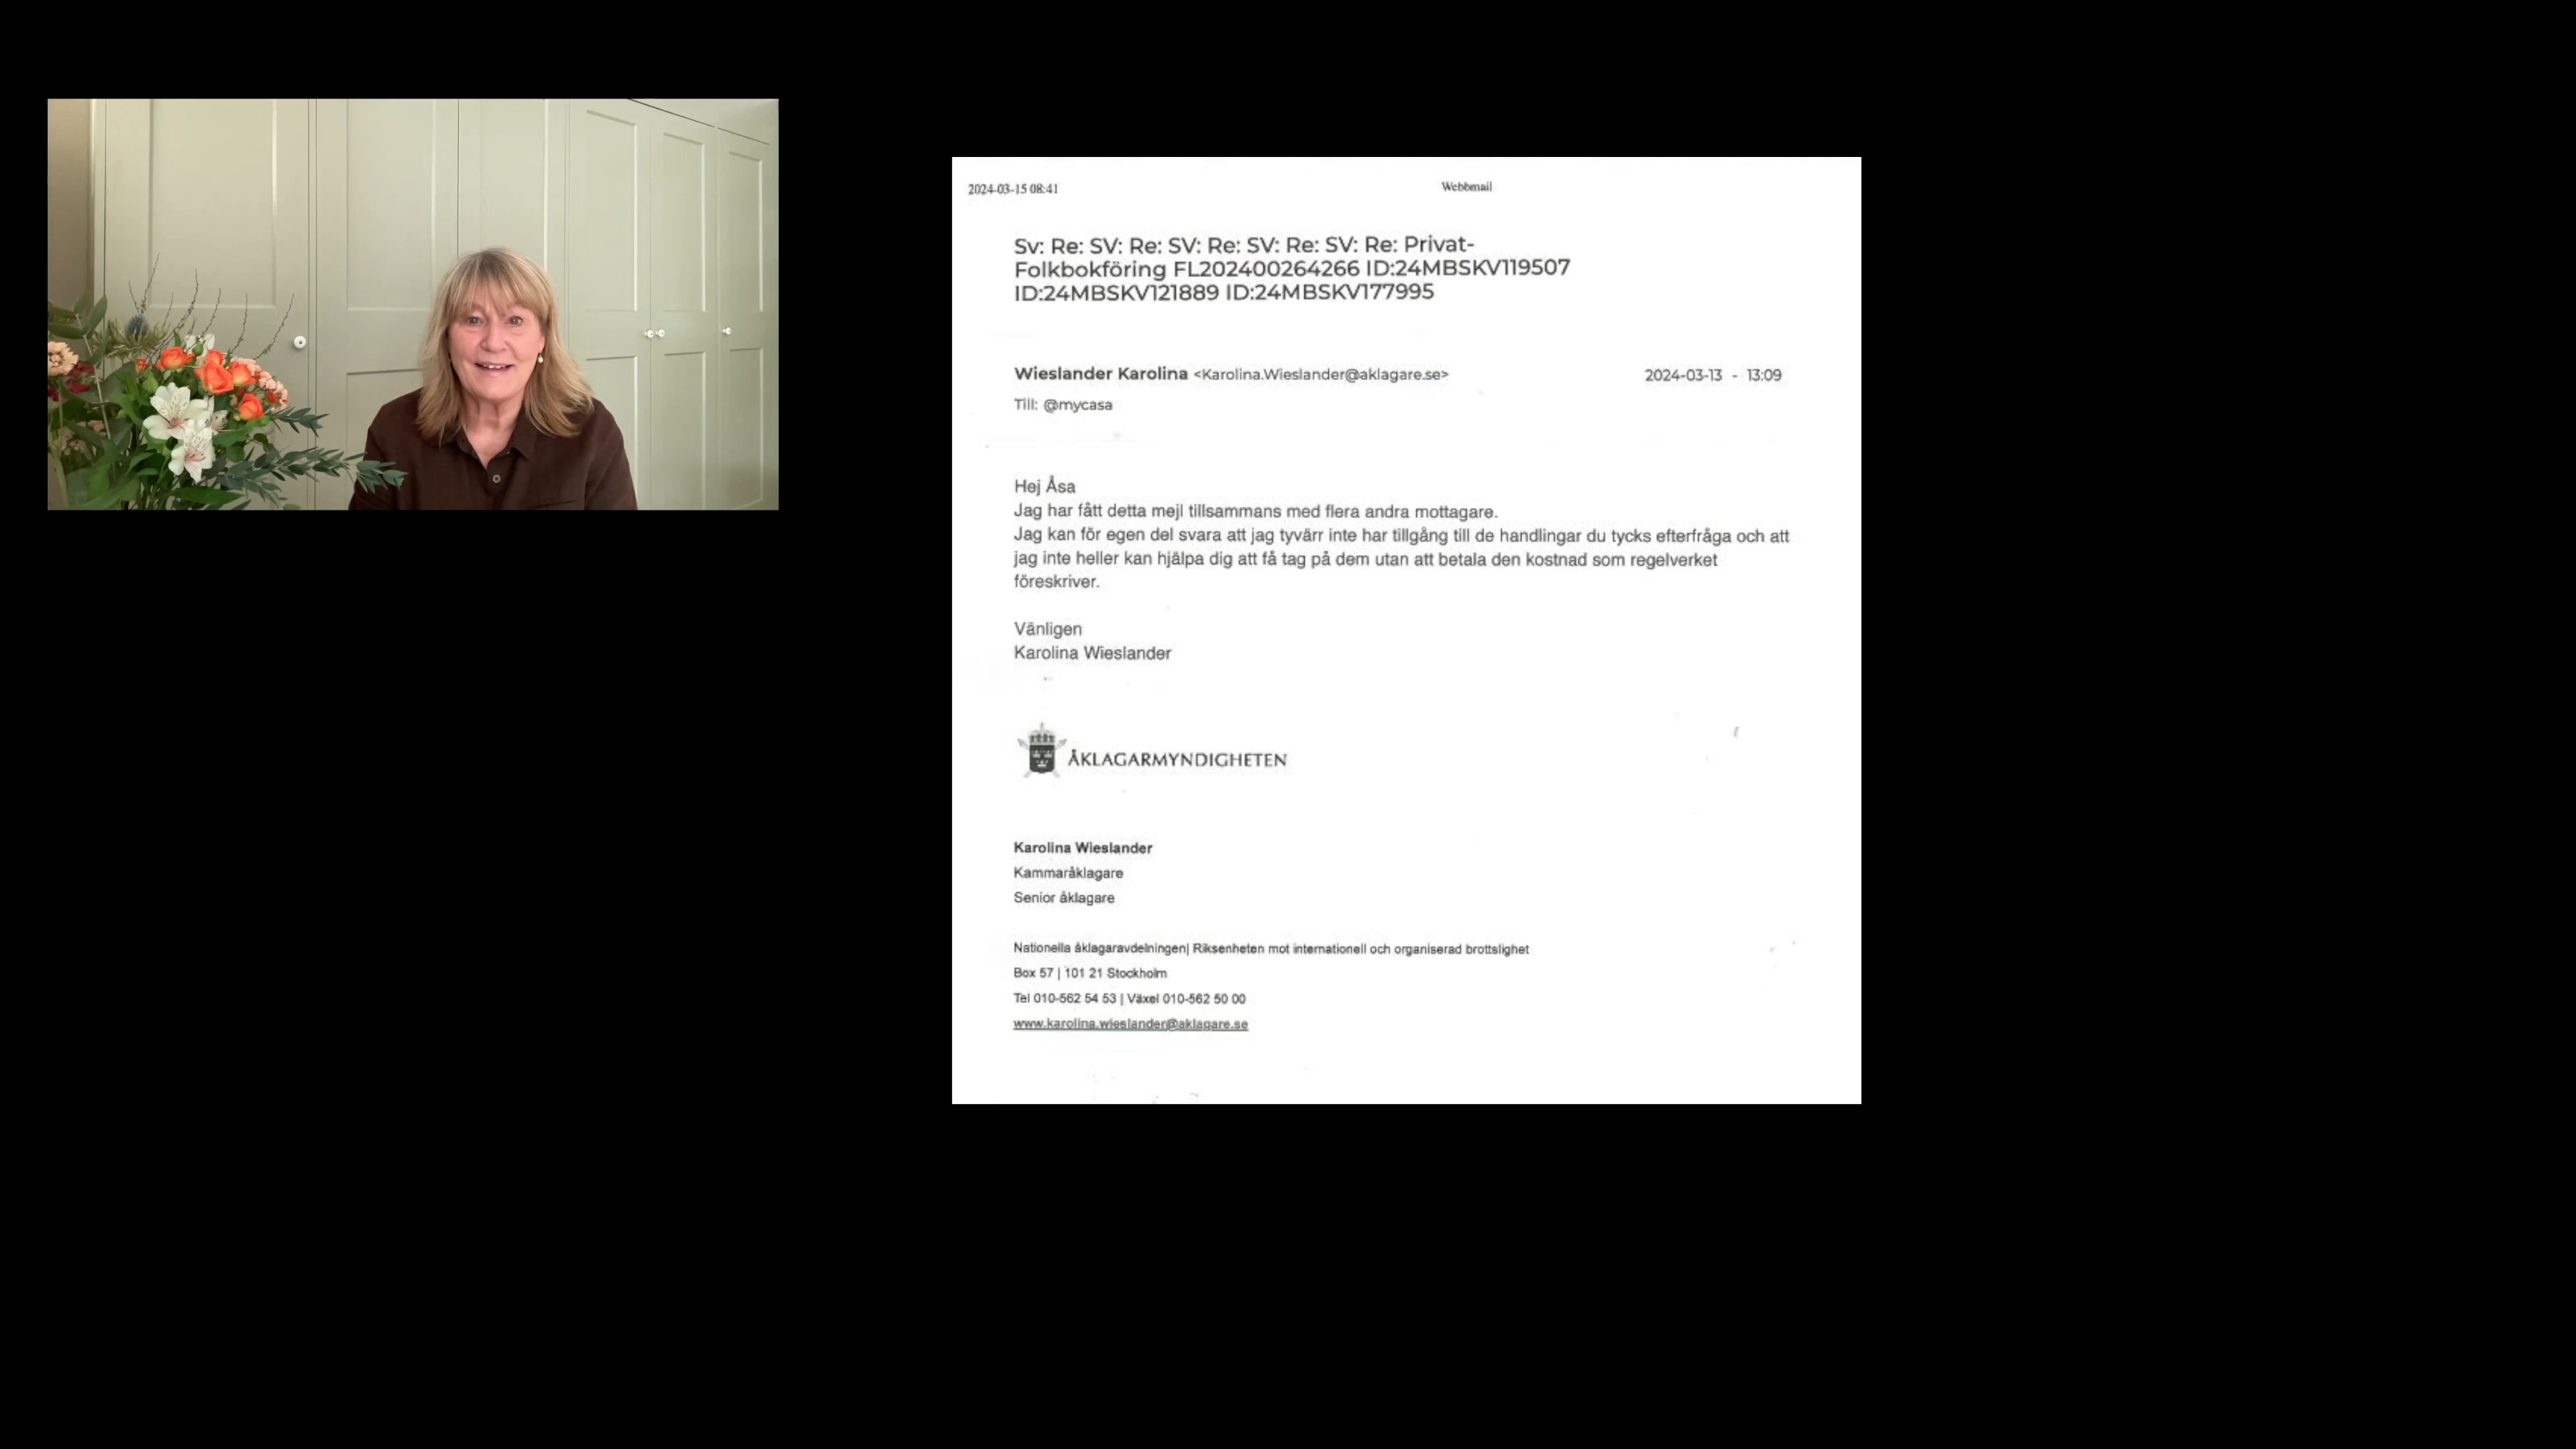 2024-03-15 08:41
Webbmail
Sv: Re: SV: Re: SV: Re: SV: Re: SV: Re: Privat-
Folkbokföring FL202400264266 ID:24MBSKV119507
ID:24MBSKV121889 ID:24MBSKV177995
Wieslander Karolina <Karolina.Wieslander@aklagare.se>
2024-03-13 - 13:09
Till: @mycasa
Hej Åsa
Jag har fått detta mejl tillsammans med flera andra mottagare.
Jag kan för egen del svara att jag tyvärr inte har tillgång till de handlingar du tycks efterfråga och att
jag inte heller kan hjälpa dig att få tag på dem utan att betala den kostnad som regelverket
föreskriver.
Vänligen
Karolina Wieslander
ÅKLAGARMYNDIGHETEN
Karolina Wieslander
Kammaråklagare
Senior åklagare
Nationella åklagaravdelningen| Riksenheten mot internationell och organiserad brottslighet
Box 57 | 101 21 Stockholm
Tel 010-562 54 53 | Växel 010-562 50 00
www.karolina.wieslander@aklagare.se